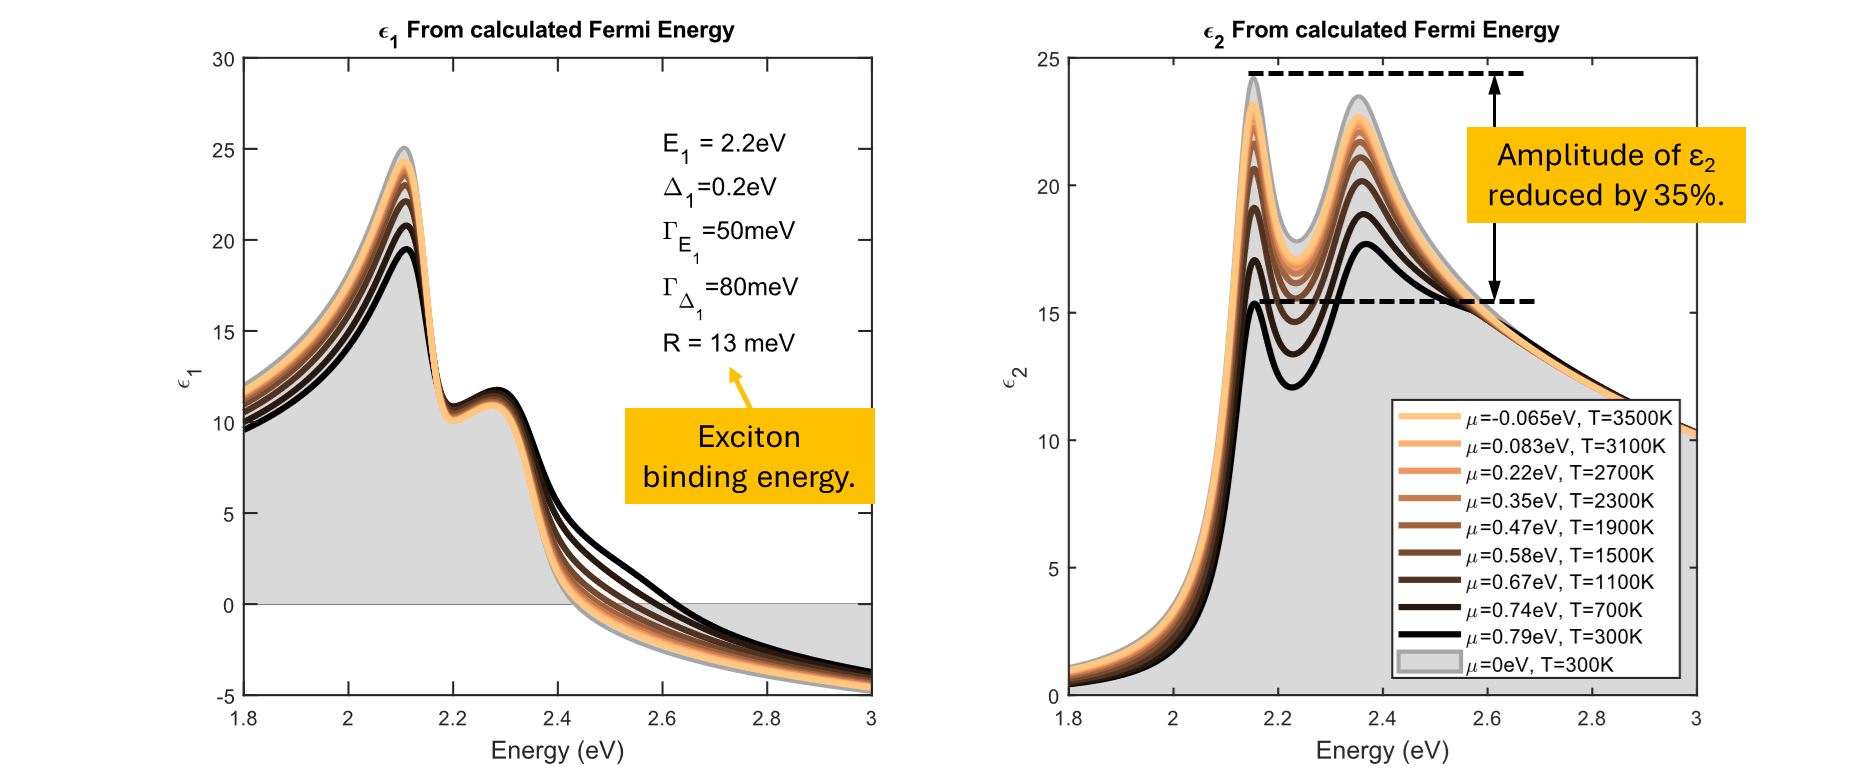 ϵ₁ From calculated Fermi Energy
30
25
20
15
10
5
0
-5
ϵ₁
1.8 2 2.2 2.4 2.6 2.8 3
Energy (eV)
E₁ = 2.2eV
Δ₁=0.2eV
Γ_E₁=50meV
Γ_Δ₁=80meV
R = 13 meV
Exciton
binding energy.
ϵ₂ From calculated Fermi Energy
25
20
15
10
5
0
ϵ₂
1.8 2 2.2 2.4 2.6 2.8 3
Energy (eV)
Amplitude of ε₂
reduced by 35%.
μ=-0.065eV, T=3500K
μ=0.083eV, T=3100K
μ=0.22eV, T=2700K
μ=0.35eV, T=2300K
μ=0.47eV, T=1900K
μ=0.58eV, T=1500K
μ=0.67eV, T=1100K
μ=0.74eV, T=700K
μ=0.79eV, T=300K
μ=0eV, T=300K